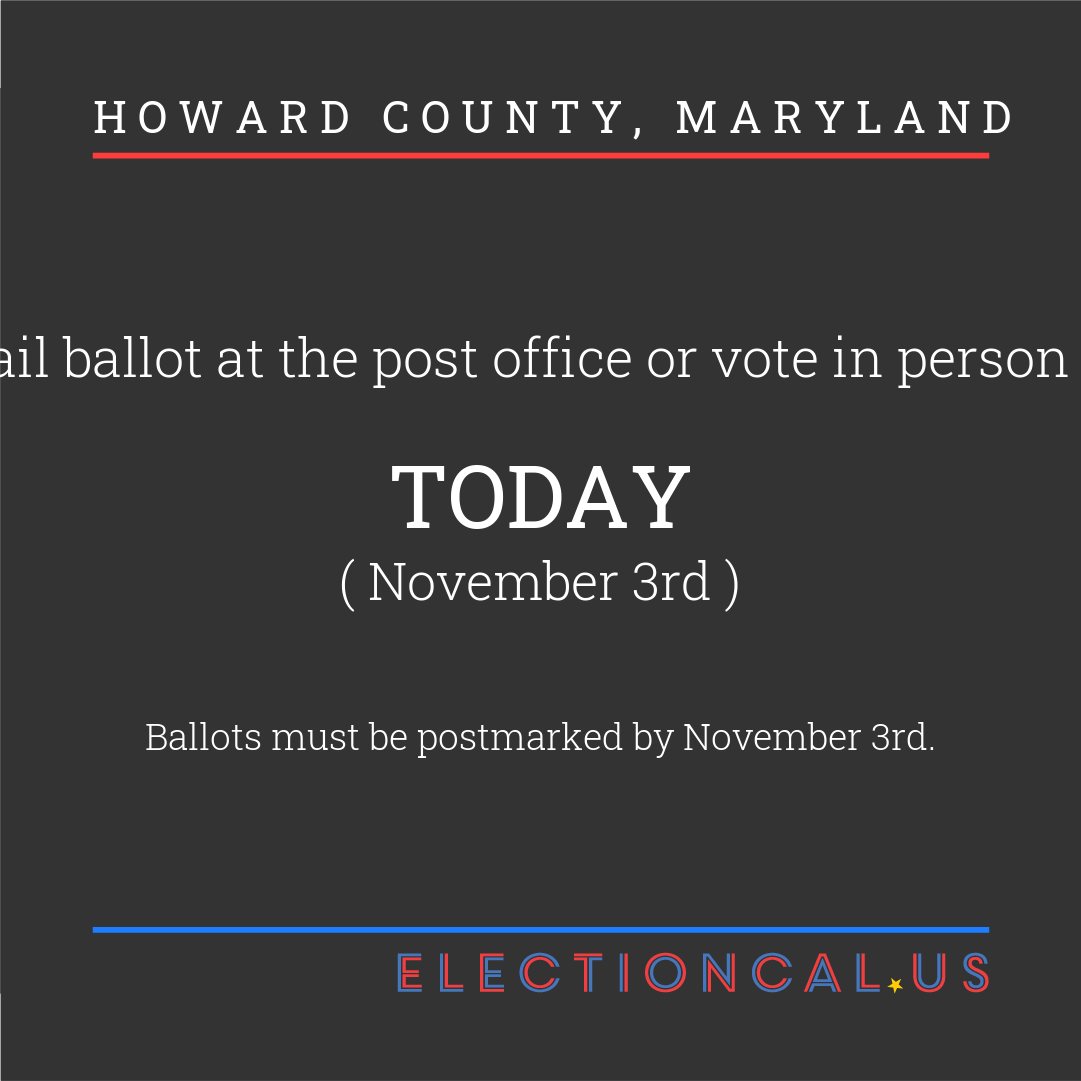 HOWARD COUNTY, MARYLAND
ail ballot at the post office or vote in person
TODAY
( November 3rd )
Ballots must be postmarked by November 3rd.
ELECTIONCAL.US